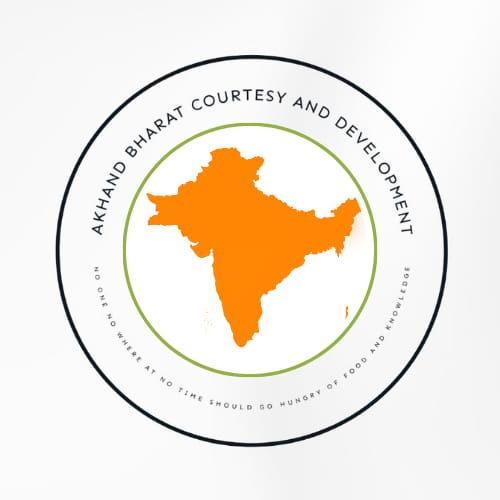 AKHAND BHARAT COURTESY AND DEVELOPMENT
NO ONE NO WHERE AT NO TIME SHOULD GO HUNGRY OF FOOD AND KNOWLEDGE